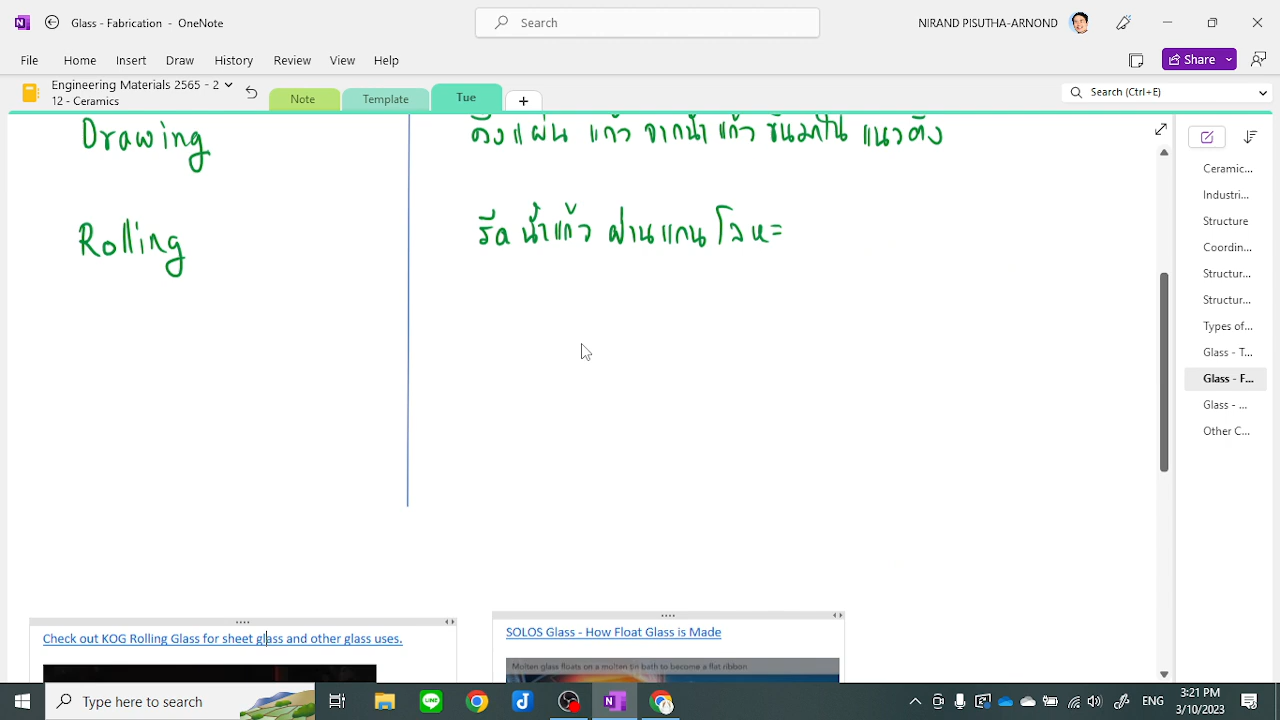 Glass - Fabrication - OneNote
Search
NIRAND PISUTHA-ARNOND
File
Home
Insert
Draw
History
Review
View
Help
Share
Engineering Materials 2565 - 2
12 - Ceramics
Note
Template
Tue
+
Search (Ctrl+E)
Drawing
ดึงแผ่น แก้ว จากน้ำแก้ว ขึ้นมาใน แนวดิ่ง
Rolling
รีด น้ำแก้ว ผ่านแกนโลหะ
Ceramic...
Industri...
Structure
Coordin...
Structur...
Structur...
Types of...
Glass - T...
Glass - F...
Glass - ...
Other C...
Check out KOG Rolling Glass for sheet glass and other glass uses.
SOLOS Glass - How Float Glass is Made
Molten glass floats on a molten tin bath to become a flat ribbon
Type here to search
ENG
3:21 PM
3/10/2023